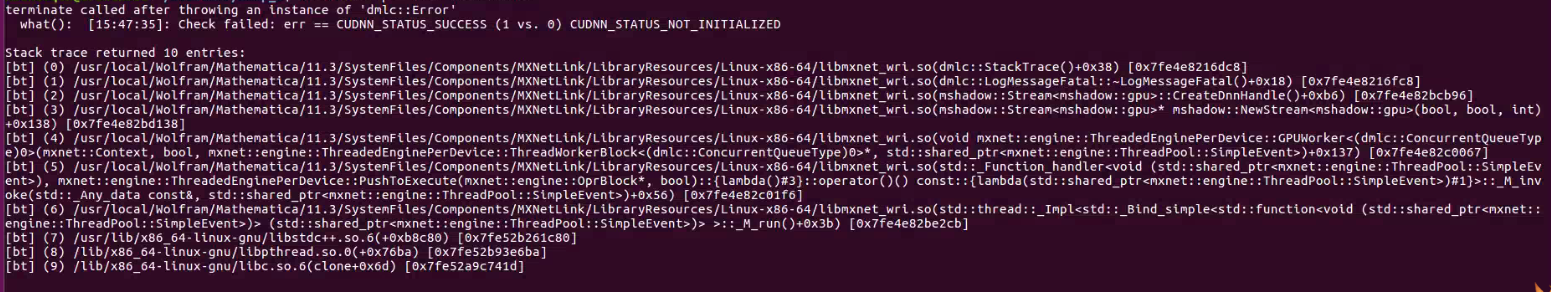 terminate called after throwing an instance of 'dmlc::Error'
  what():  [15:47:35]: Check failed: err == CUDNN_STATUS_SUCCESS (1 vs. 0) CUDNN_STATUS_NOT_INITIALIZED

Stack trace returned 10 entries:
[bt] (0) /usr/local/Wolfram/Mathematica/11.3/SystemFiles/Components/MXNetLink/LibraryResources/Linux-x86-64/libmxnet_wri.so(dmlc::StackTrace()+0x38) [0x7fe4e8216dc8]
[bt] (1) /usr/local/Wolfram/Mathematica/11.3/SystemFiles/Components/MXNetLink/LibraryResources/Linux-x86-64/libmxnet_wri.so(dmlc::LogMessageFatal::~LogMessageFatal()+0x18) [0x7fe4e8216fc8]
[bt] (2) /usr/local/Wolfram/Mathematica/11.3/SystemFiles/Components/MXNetLink/LibraryResources/Linux-x86-64/libmxnet_wri.so(mshadow::Stream<mshadow::gpu>::CreateDnnHandle()+0xb6) [0x7fe4e82bcb96]
[bt] (3) /usr/local/Wolfram/Mathematica/11.3/SystemFiles/Components/MXNetLink/LibraryResources/Linux-x86-64/libmxnet_wri.so(mshadow::Stream<mshadow::gpu>* mshadow::NewStream<mshadow::gpu>(bool, bool, int)
+0x138) [0x7fe4e82bd138]
[bt] (4) /usr/local/Wolfram/Mathematica/11.3/SystemFiles/Components/MXNetLink/LibraryResources/Linux-x86-64/libmxnet_wri.so(void mxnet::engine::ThreadedEnginePerDevice::GPUWorker<(dmlc::ConcurrentQueueTyp
e)0>(mxnet::Context, bool, mxnet::engine::ThreadedEnginePerDevice::ThreadWorkerBlock<(dmlc::ConcurrentQueueType)0>*, std::shared_ptr<mxnet::engine::ThreadPool::SimpleEvent>)+0x137) [0x7fe4e82c0067]
[bt] (5) /usr/local/Wolfram/Mathematica/11.3/SystemFiles/Components/MXNetLink/LibraryResources/Linux-x86-64/libmxnet_wri.so(std::_Function_handler<void (std::shared_ptr<mxnet::engine::ThreadPool::SimpleEv
ent>), mxnet::engine::ThreadedEnginePerDevice::PushToExecute(mxnet::engine::OprBlock*, bool)::{lambda()#3}::operator()() const::{lambda(std::shared_ptr<mxnet::engine::ThreadPool::SimpleEvent>)#1}>::_M_inv
oke(std::_Any_data const&, std::shared_ptr<mxnet::engine::ThreadPool::SimpleEvent>)+0x56) [0x7fe4e82c01f6]
[bt] (6) /usr/local/Wolfram/Mathematica/11.3/SystemFiles/Components/MXNetLink/LibraryResources/Linux-x86-64/libmxnet_wri.so(std::thread::_Impl<std::_Bind_simple<std::function<void (std::shared_ptr<mxnet::
engine::ThreadPool::SimpleEvent>)> (std::shared_ptr<mxnet::engine::ThreadPool::SimpleEvent>)> >::_M_run()+0x3b) [0x7fe4e82be2cb]
[bt] (7) /usr/lib/x86_64-linux-gnu/libstdc++.so.6(+0xb8c80) [0x7fe52b261c80]
[bt] (8) /lib/x86_64-linux-gnu/libpthread.so.0(+0x76ba) [0x7fe52b93e6ba]
[bt] (9) /lib/x86_64-linux-gnu/libc.so.6(clone+0x6d) [0x7fe52a9c741d]